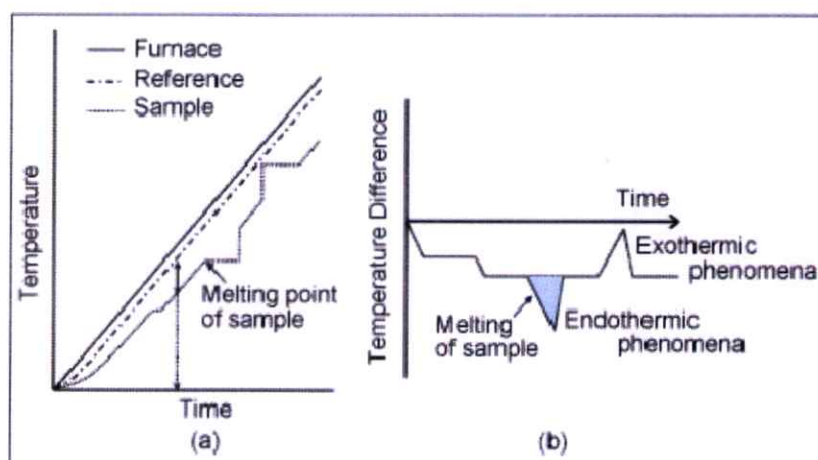 Furnace
Reference
Sample
Temperature
Melting point
of sample
Time
(a)
Temperature Difference
Time
Exothermic
phenomena
Melting
of sample
Endothermic
phenomena
(b)